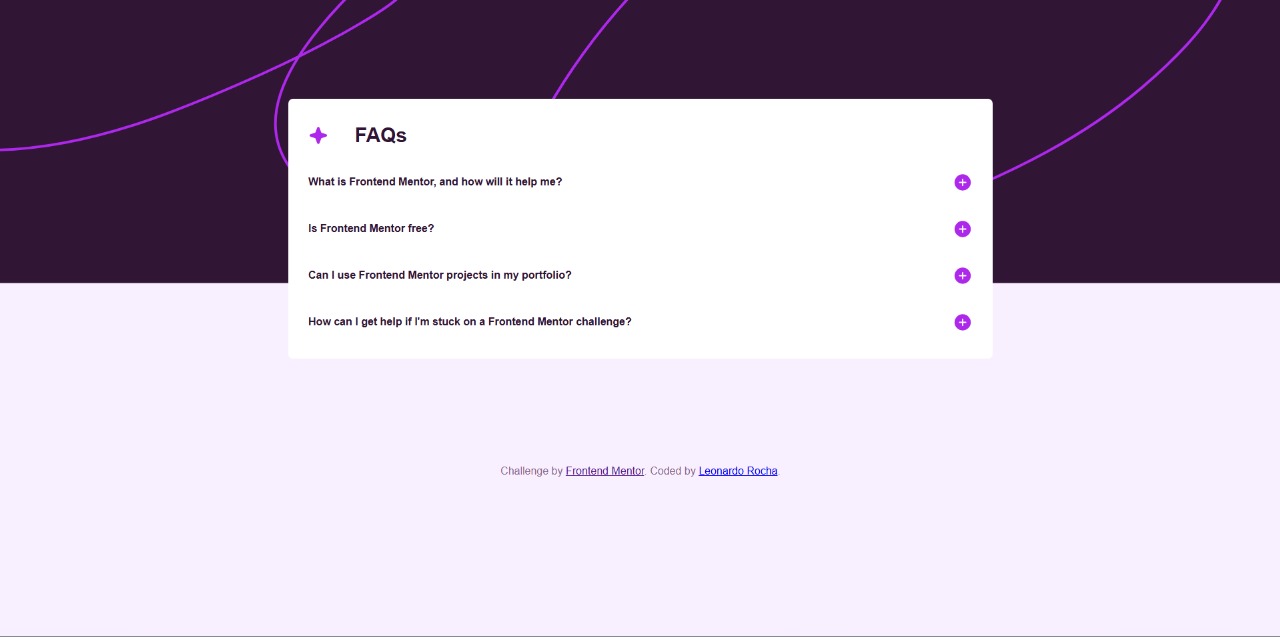 FAQs
What is Frontend Mentor, and how will it help me?
Is Frontend Mentor free?
Can I use Frontend Mentor projects in my portfolio?
How can I get help if I'm stuck on a Frontend Mentor challenge?
Challenge by Frontend Mentor. Coded by Leonardo Rocha.